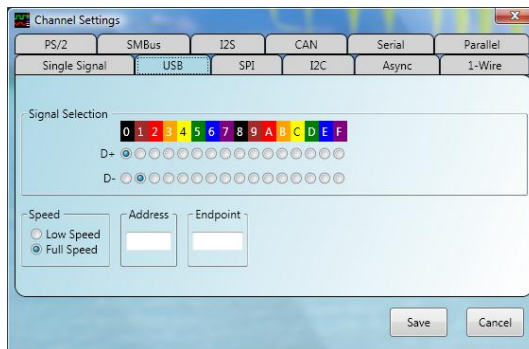 Channel Settings
PS/2 SMBus I2S CAN Serial Parallel
Single Signal USB SPI I2C Async 1-Wire
Signal Selection
0 1 2 3 4 5 6 7 8 9 A B C D E F
D+
D-
Speed Address Endpoint
Low Speed
Full Speed
Save Cancel